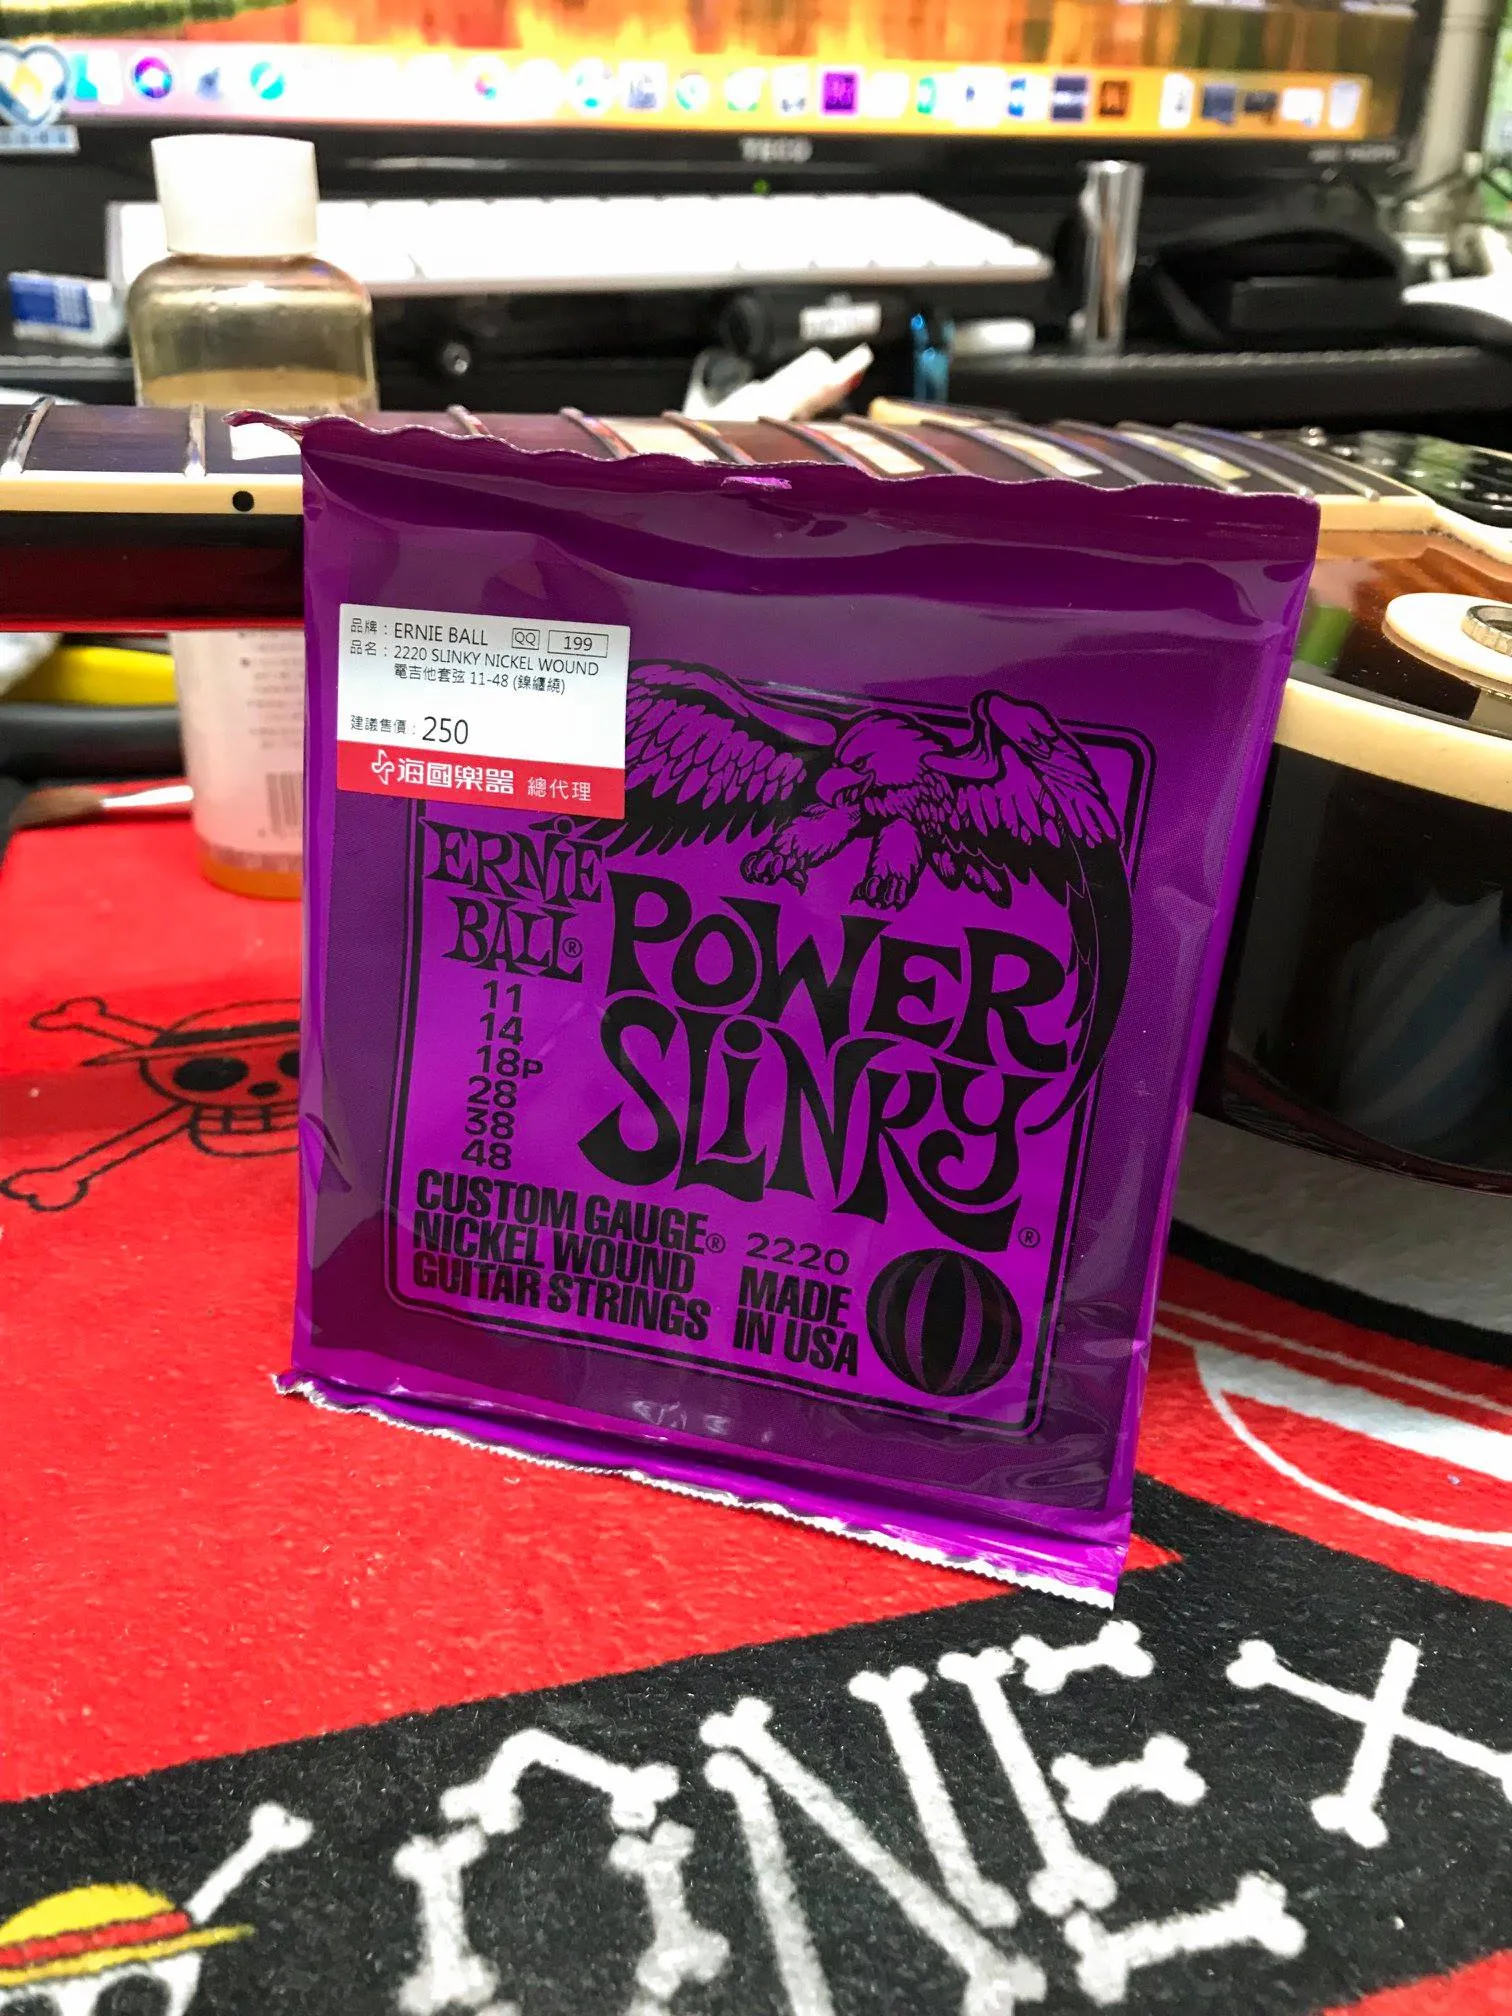 TECO
品牌：ERNIE BALL QQ 199
品名：2220 SLINKY NICKEL WOUND
電吉他套弦 11-48 (鎳纏繞)
建議售價：250
海國樂器 總代理
ERNIE
BALL®
POWER
SLINKY®
11
14
18P
28
38
48
CUSTOM GAUGE®
NICKEL WOUND
GUITAR STRINGS
2220
MADE
IN USA
ONE